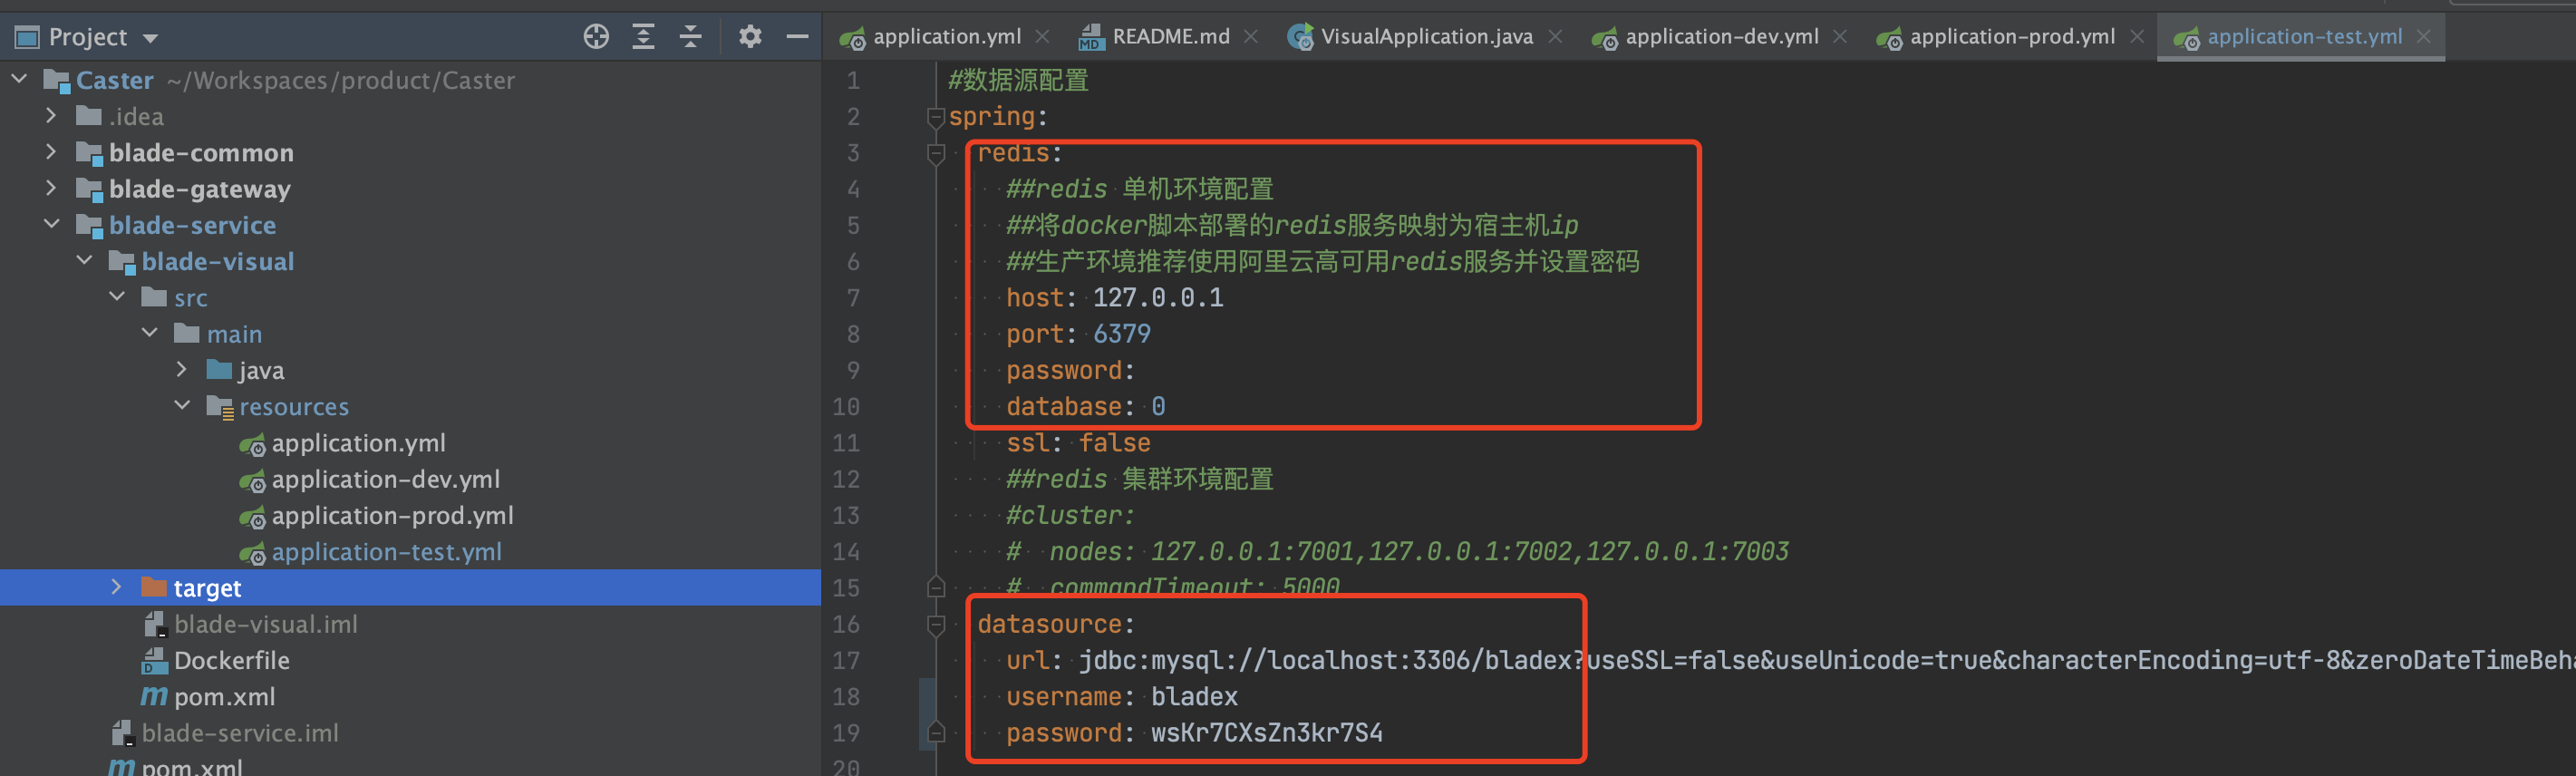 Project
Caster ~/Workspaces/product/Caster
.idea
blade-common
blade-gateway
blade-service
blade-visual
src
main
java
resources
application.yml
application-dev.yml
application-prod.yml
application-test.yml
target
blade-visual.iml
Dockerfile
pom.xml
blade-service.iml
pom.xml
application.yml README.md VisualApplication.java application-dev.yml application-prod.yml application-test.yml
1 #数据源配置
2 spring:
3 redis:
4 ##redis 单机环境配置
5 ##将docker脚本部署的redis服务映射为宿主机ip
6 ##生产环境推荐使用阿里云高可用redis服务并设置密码
7 host: 127.0.0.1
8 port: 6379
9 password:
10 database: 0
11 ssl: false
12 ##redis 集群环境配置
13 #cluster:
14 # nodes: 127.0.0.1:7001,127.0.0.1:7002,127.0.0.1:7003
15 # commandTimeout: 5000
16 datasource:
17 url: jdbc:mysql://localhost:3306/bladex?useSSL=false&useUnicode=true&characterEncoding=utf-8&zeroDateTimeBeha
18 username: bladex
19 password: wsKr7CXsZn3kr7S4
20